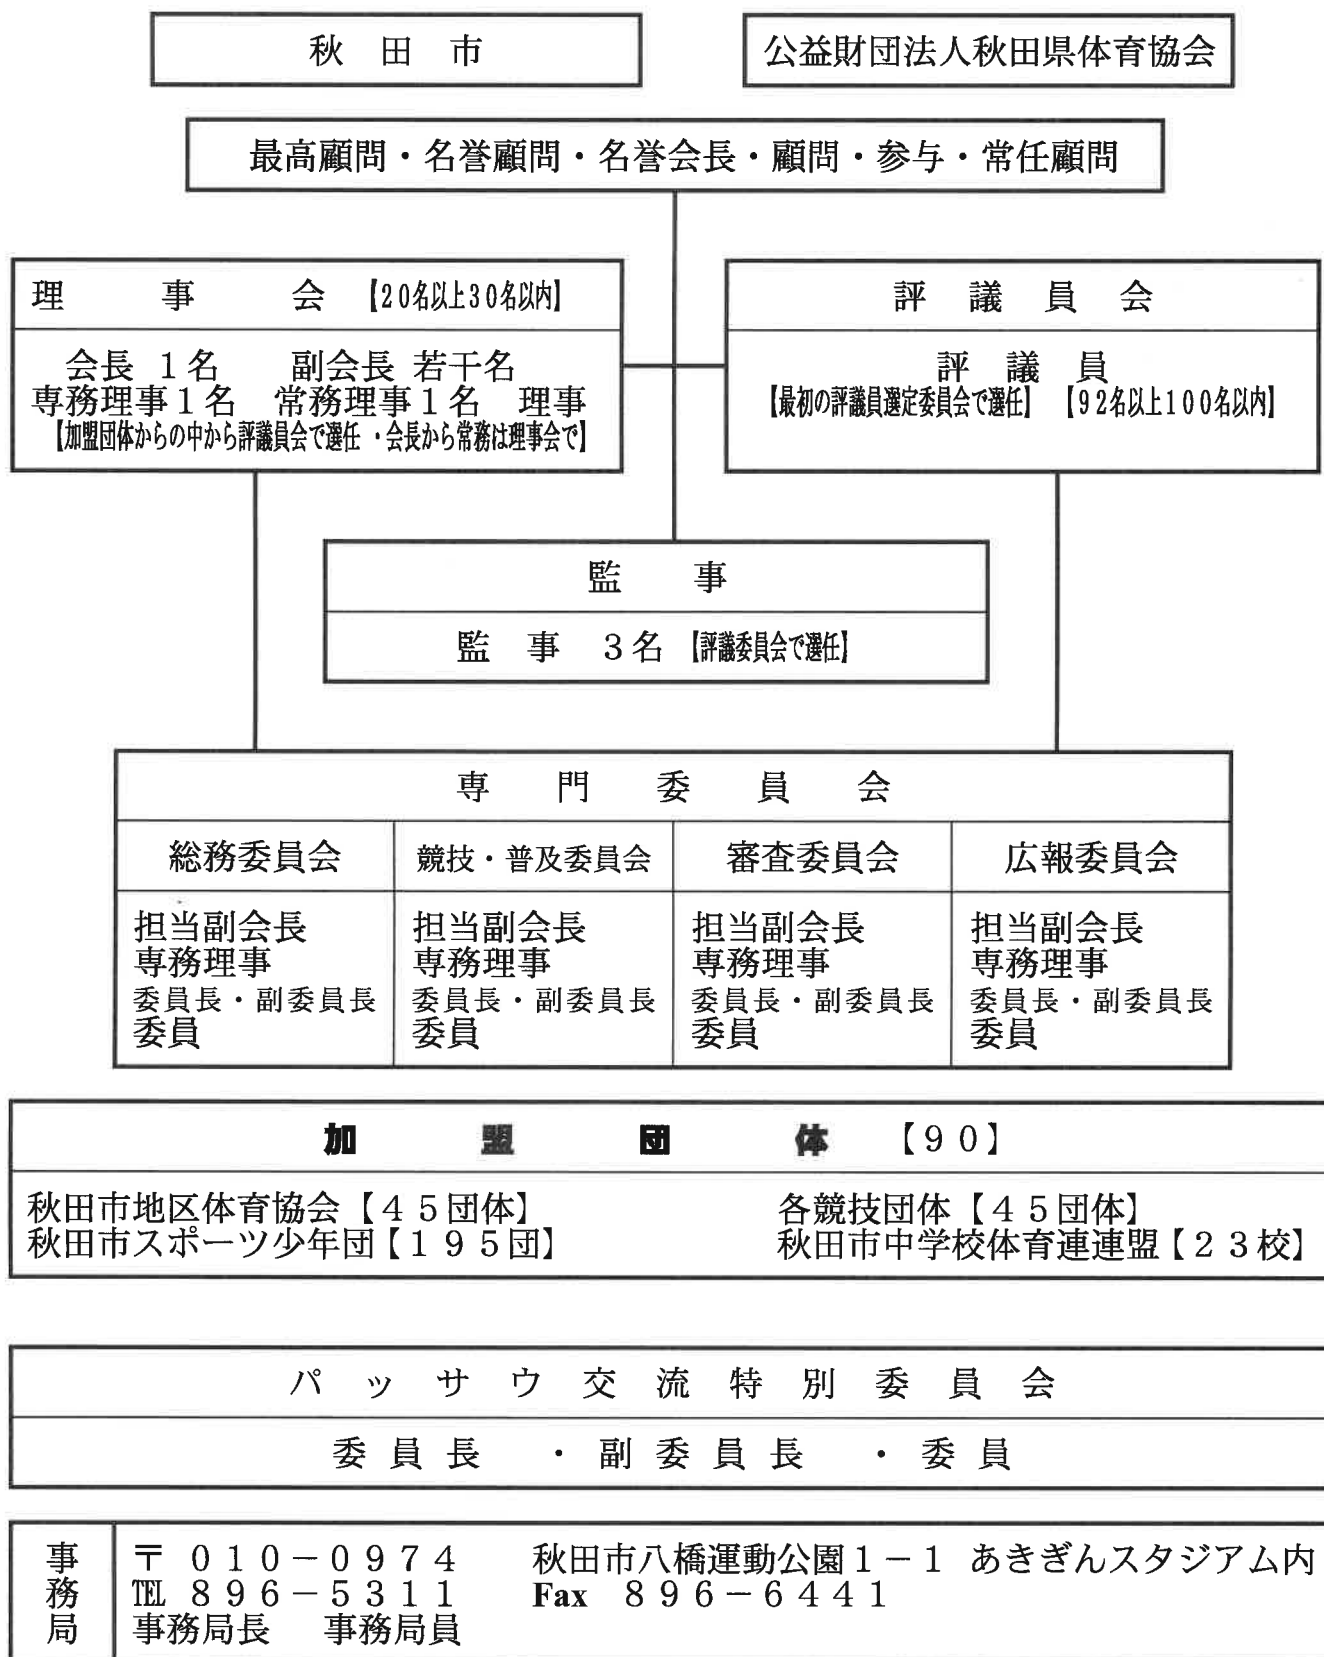 秋田市
公益財団法人秋田県体育協会
最高顧問・名誉顧問・名誉会長・顧問・参与・常任顧問
理事会 【20名以上30名以内】
会長 1名 副会長 若干名
専務理事1名 常務理事1名 理事
【加盟団体からの中から評議員会で選任・会長から常務は理事会で】
評議員会
評議員
【最初の評議員選定委員会で選任】 【92名以上100名以内】
監事
監事 3名 【評議委員会で選任】
専門委員会
総務委員会
担当副会長
専務理事
委員長・副委員長
委員
競技・普及委員会
担当副会長
専務理事
委員長・副委員長
委員
審査委員会
担当副会長
専務理事
委員長・副委員長
委員
広報委員会
担当副会長
専務理事
委員長・副委員長
委員
加盟団体 【90】
秋田市地区体育協会【45団体】 各競技団体【45団体】
秋田市スポーツ少年団【195団】 秋田市中学校体育連連盟【23校】
パッサウ交流特別委員会
委員長 ・副委員長 ・委員
事務局
〒 010-0974 秋田市八橋運動公園1-1 あきぎんスタジアム内
℡ 896-5311 Fax 896-6441
事務局長 事務局員